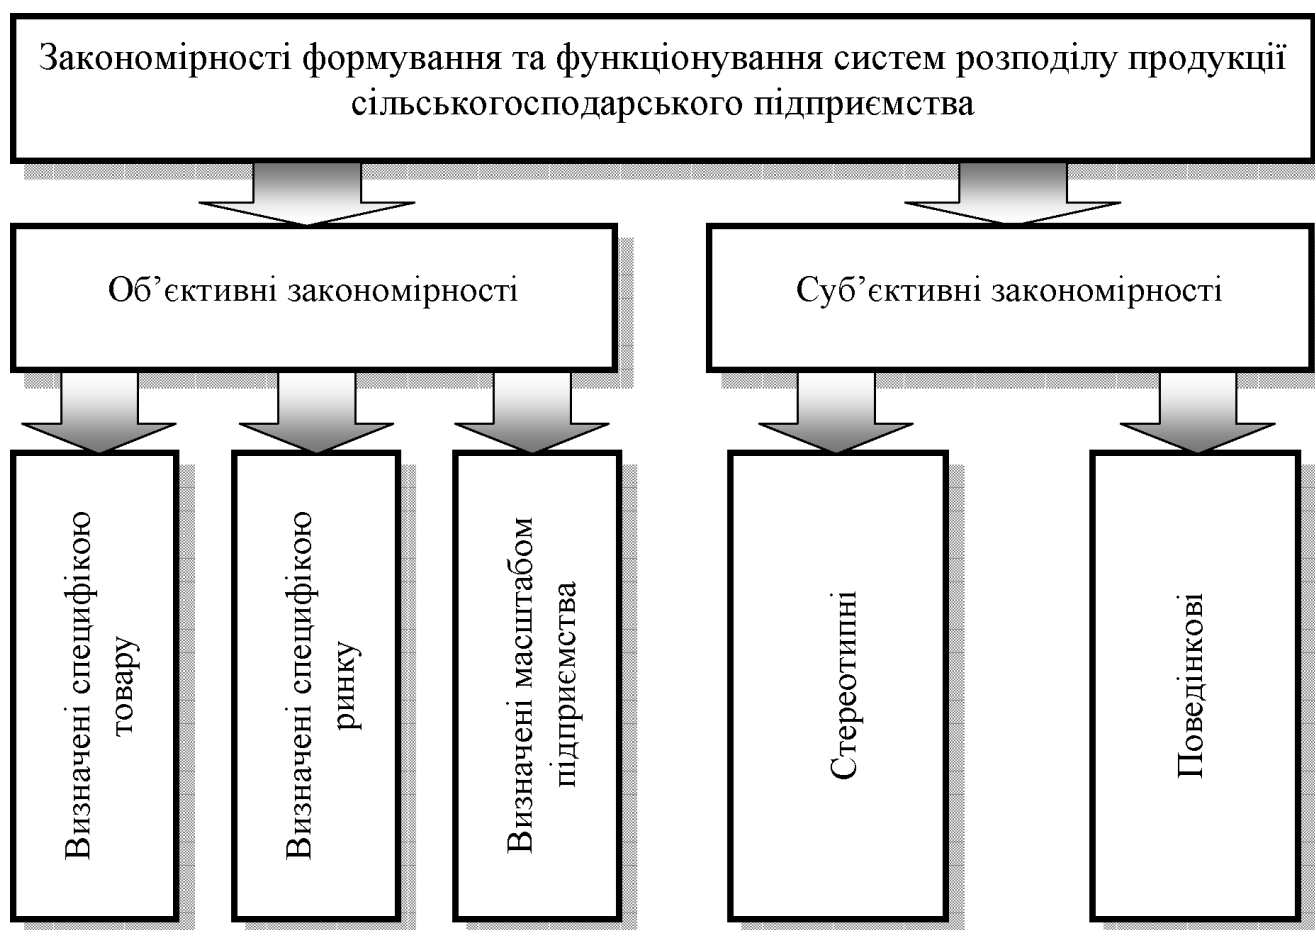 Закономірності формування та функціонування систем розподілу продукції
сільськогосподарського підприємства
Об’єктивні закономірності
Суб’єктивні закономірності
Визначені специфікою
товару
Визначені специфікою
ринку
Визначені масштабом
підприємства
Стереотипні
Поведінкові